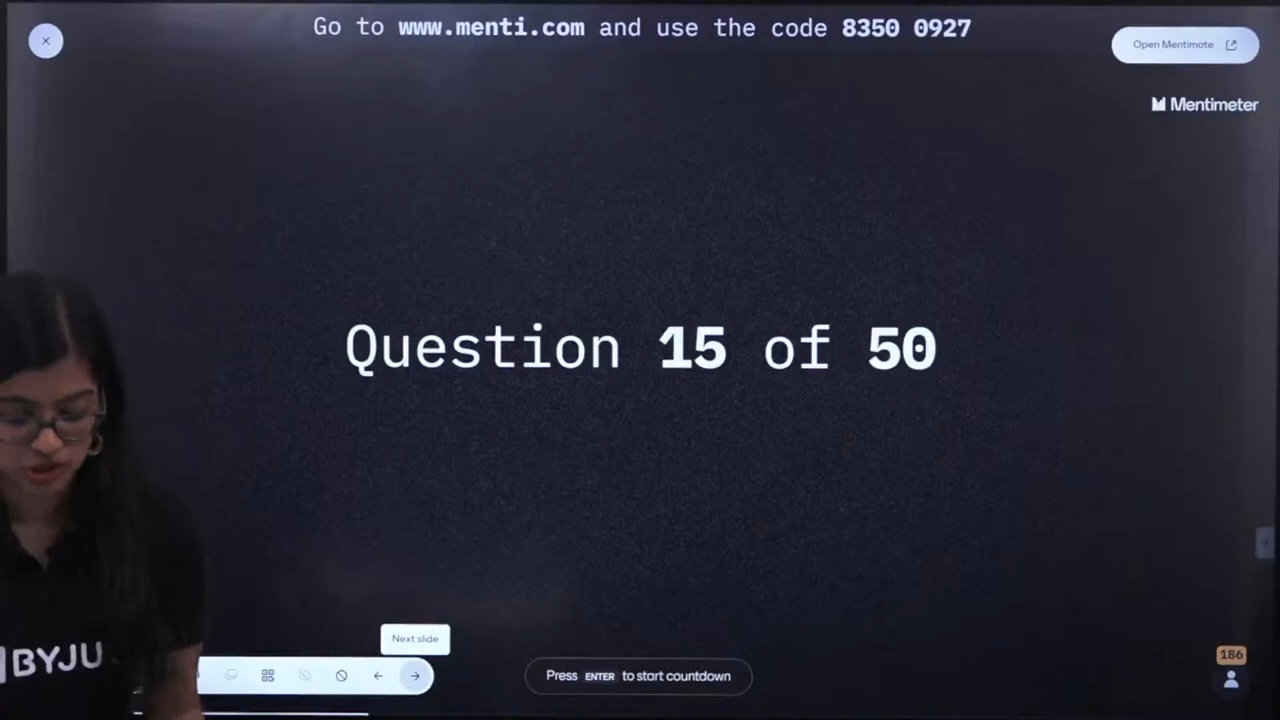 Go to www.menti.com and use the code 8350 0927
Open Mentimote
Mentimeter
Question 15 of 50
BYJU
Next slide
Press ENTER to start countdown
186